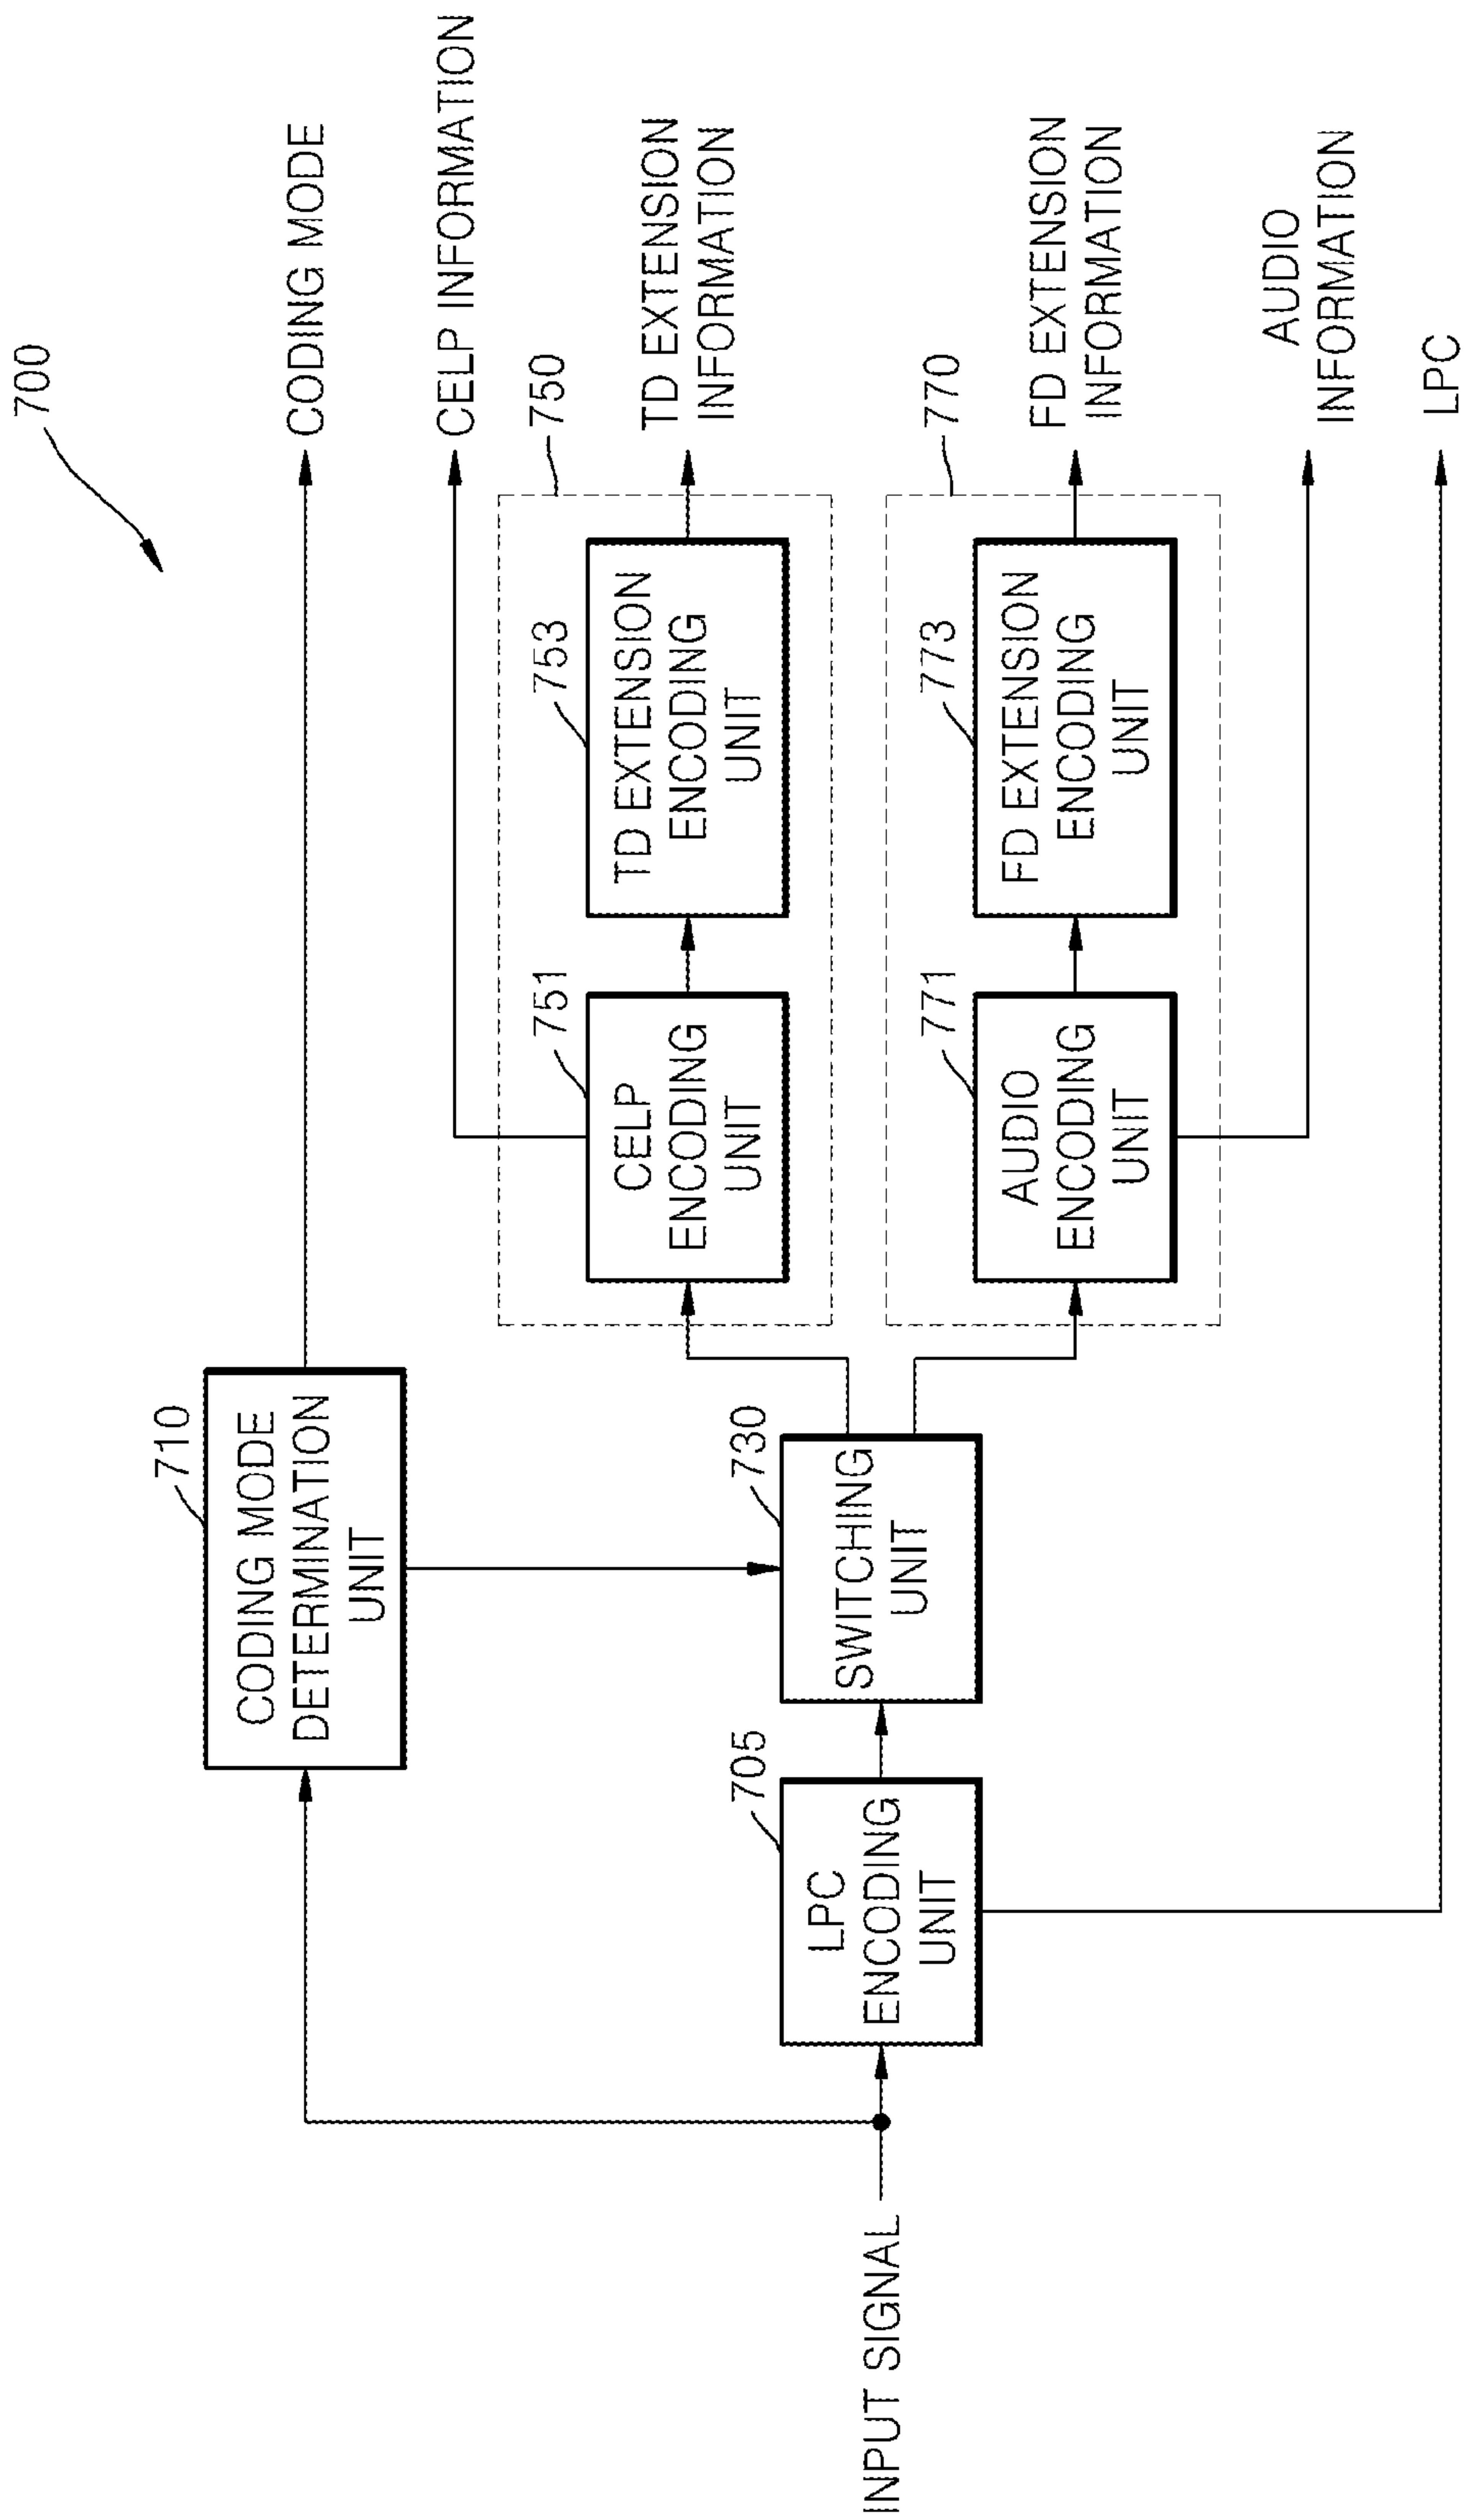 700
710
CODING MODE
DETERMINATION
UNIT
CODING MODE
CELP INFORMATION
750
751
CELP
ENCODING
UNIT
753
TD EXTENSION
ENCODING
UNIT
TD EXTENSION
INFORMATION
INPUT SIGNAL
705
LPC
ENCODING
UNIT
730
SWITCHING
UNIT
770
771
AUDIO
ENCODING
UNIT
773
FD EXTENSION
ENCODING
UNIT
FD EXTENSION
INFORMATION
AUDIO
INFORMATION
LPC